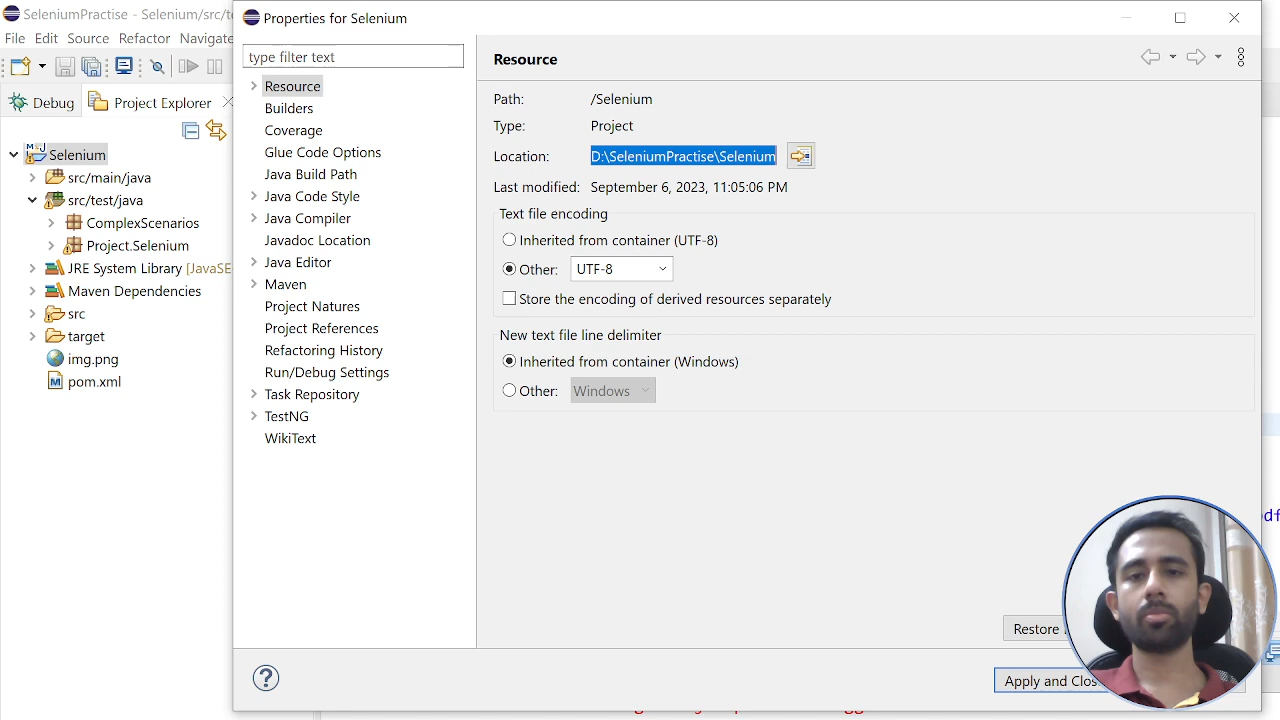 SeleniumPractise - Selenium/src/te
File Edit Source Refactor Navigate
Debug
Project Explorer
Selenium
src/main/java
src/test/java
ComplexScenarios
Project.Selenium
JRE System Library [JavaSE
Maven Dependencies
src
target
img.png
pom.xml
Properties for Selenium
type filter text
Resource
Builders
Coverage
Glue Code Options
Java Build Path
Java Code Style
Java Compiler
Javadoc Location
Java Editor
Maven
Project Natures
Project References
Refactoring History
Run/Debug Settings
Task Repository
TestNG
WikiText
Resource
Path: /Selenium
Type: Project
Location: D:\SeleniumPractise\Selenium
Last modified: September 6, 2023, 11:05:06 PM
Text file encoding
Inherited from container (UTF-8)
Other: UTF-8
Store the encoding of derived resources separately
New text file line delimiter
Inherited from container (Windows)
Other: Windows
Restore
Apply and Clos